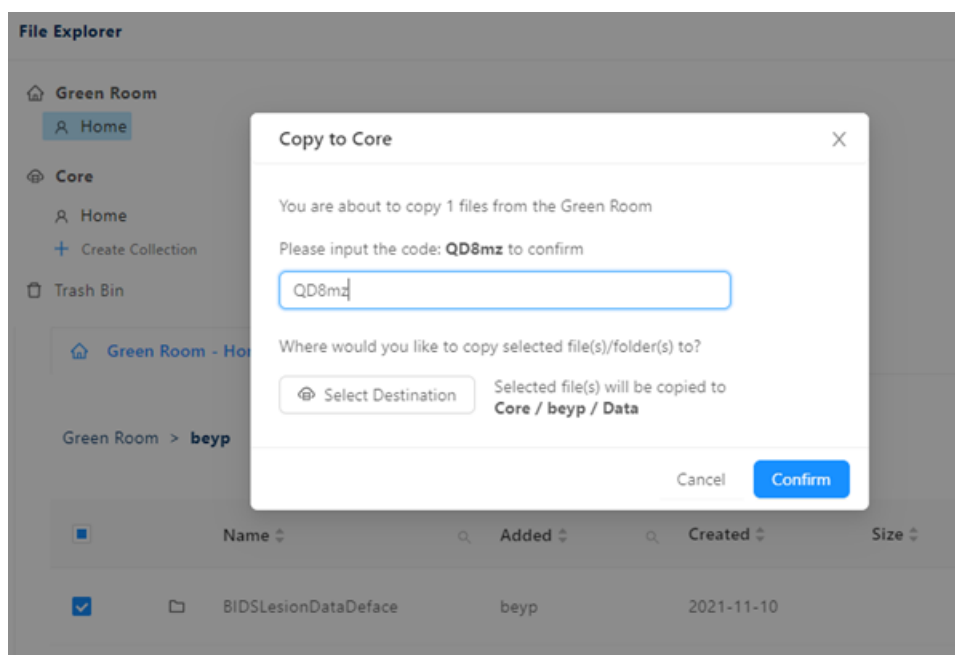 File Explorer
Green Room
Home
Core
Home
Create Collection
Trash Bin
Copy to Core
You are about to copy 1 files from the Green Room
Please input the code: QD8mz to confirm
QD8mz
Where would you like to copy selected file(s)/folder(s) to?
Select Destination
Selected file(s) will be copied to
Core / beyp / Data
Cancel Confirm
Green Room - Ho
Green Room > beyp
Name Added Created Size
BIDSLesionDataDeface beyp 2021-11-10